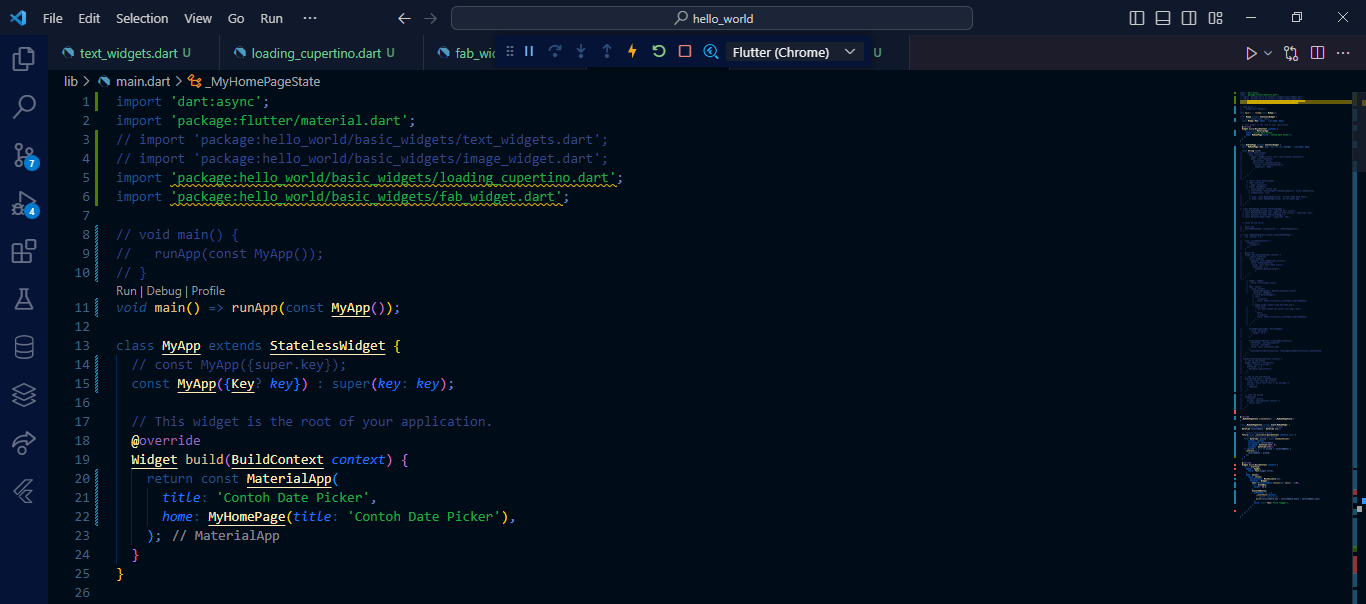 File Edit Selection View Go Run ··· hello_world
text_widgets.dart U loading_cupertino.dart U fab_wid Flutter (Chrome) U
lib > main.dart > _MyHomePageState
1 import 'dart:async';
2 import 'package:flutter/material.dart';
3 // import 'package:hello_world/basic_widgets/text_widgets.dart';
4 // import 'package:hello_world/basic_widgets/image_widget.dart';
5 import 'package:hello_world/basic_widgets/loading_cupertino.dart';
6 import 'package:hello_world/basic_widgets/fab_widget.dart';
7
8 // void main() {
9 //   runApp(const MyApp());
10 // }
Run | Debug | Profile
11 void main() => runApp(const MyApp());
12
13 class MyApp extends StatelessWidget {
14   // const MyApp({super.key});
15   const MyApp({Key? key}) : super(key: key);
16
17   // This widget is the root of your application.
18   @override
19   Widget build(BuildContext context) {
20     return const MaterialApp(
21       title: 'Contoh Date Picker',
22       home: MyHomePage(title: 'Contoh Date Picker'),
23     ); // MaterialApp
24   }
25 }
26
7
4